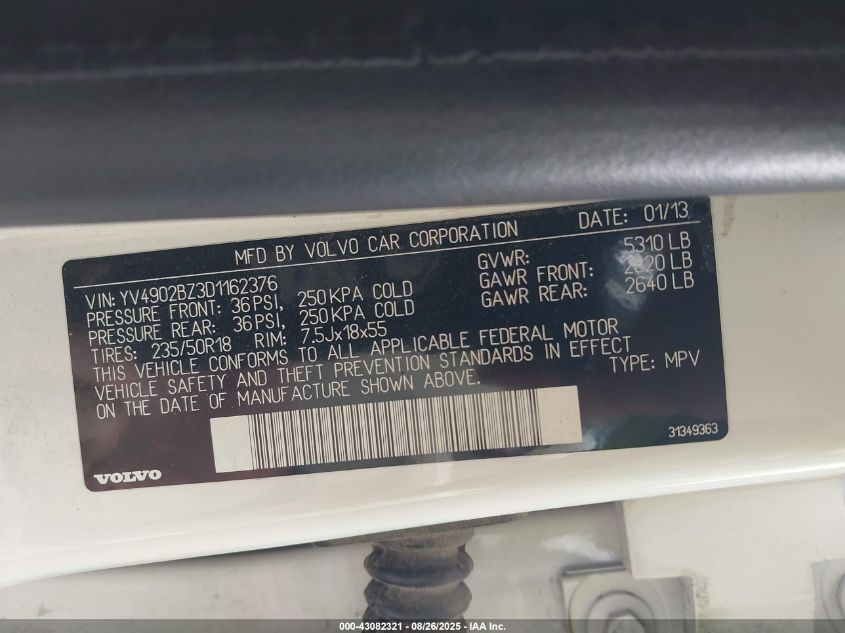 MFD BY VOLVO CAR CORPORATION DATE: 01/13
VIN: YV4902BZ3D1162376 GVWR: 5310 LB
PRESSURE FRONT: 36PSI, 250KPA COLD GAWR FRONT: 2820 LB
PRESSURE REAR: 36PSI, 250KPA COLD GAWR REAR: 2640 LB
TIRES: 235/50R18 RIM: 7.5Jx18x55
THIS VEHICLE CONFORMS TO ALL APPLICABLE FEDERAL MOTOR
VEHICLE SAFETY AND THEFT PREVENTION STANDARDS IN EFFECT
ON THE DATE OF MANUFACTURE SHOWN ABOVE. TYPE: MPV
31349363
VOLVO
000-43082321 - 08/26/2025 - IAA Inc.